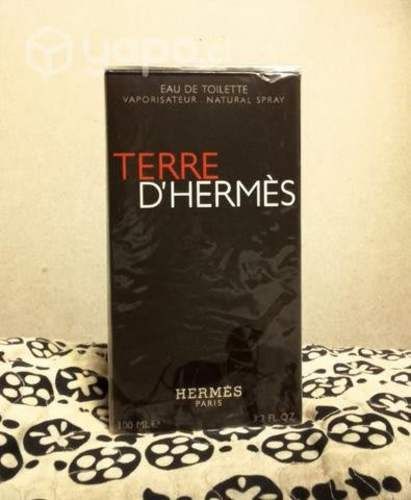 EAU DE TOILETTE
VAPORISATEUR . NATURAL SPRAY
TERRE
D'HERMÈS
HERMÈS
PARIS
100 ML e 3.3 FL OZ